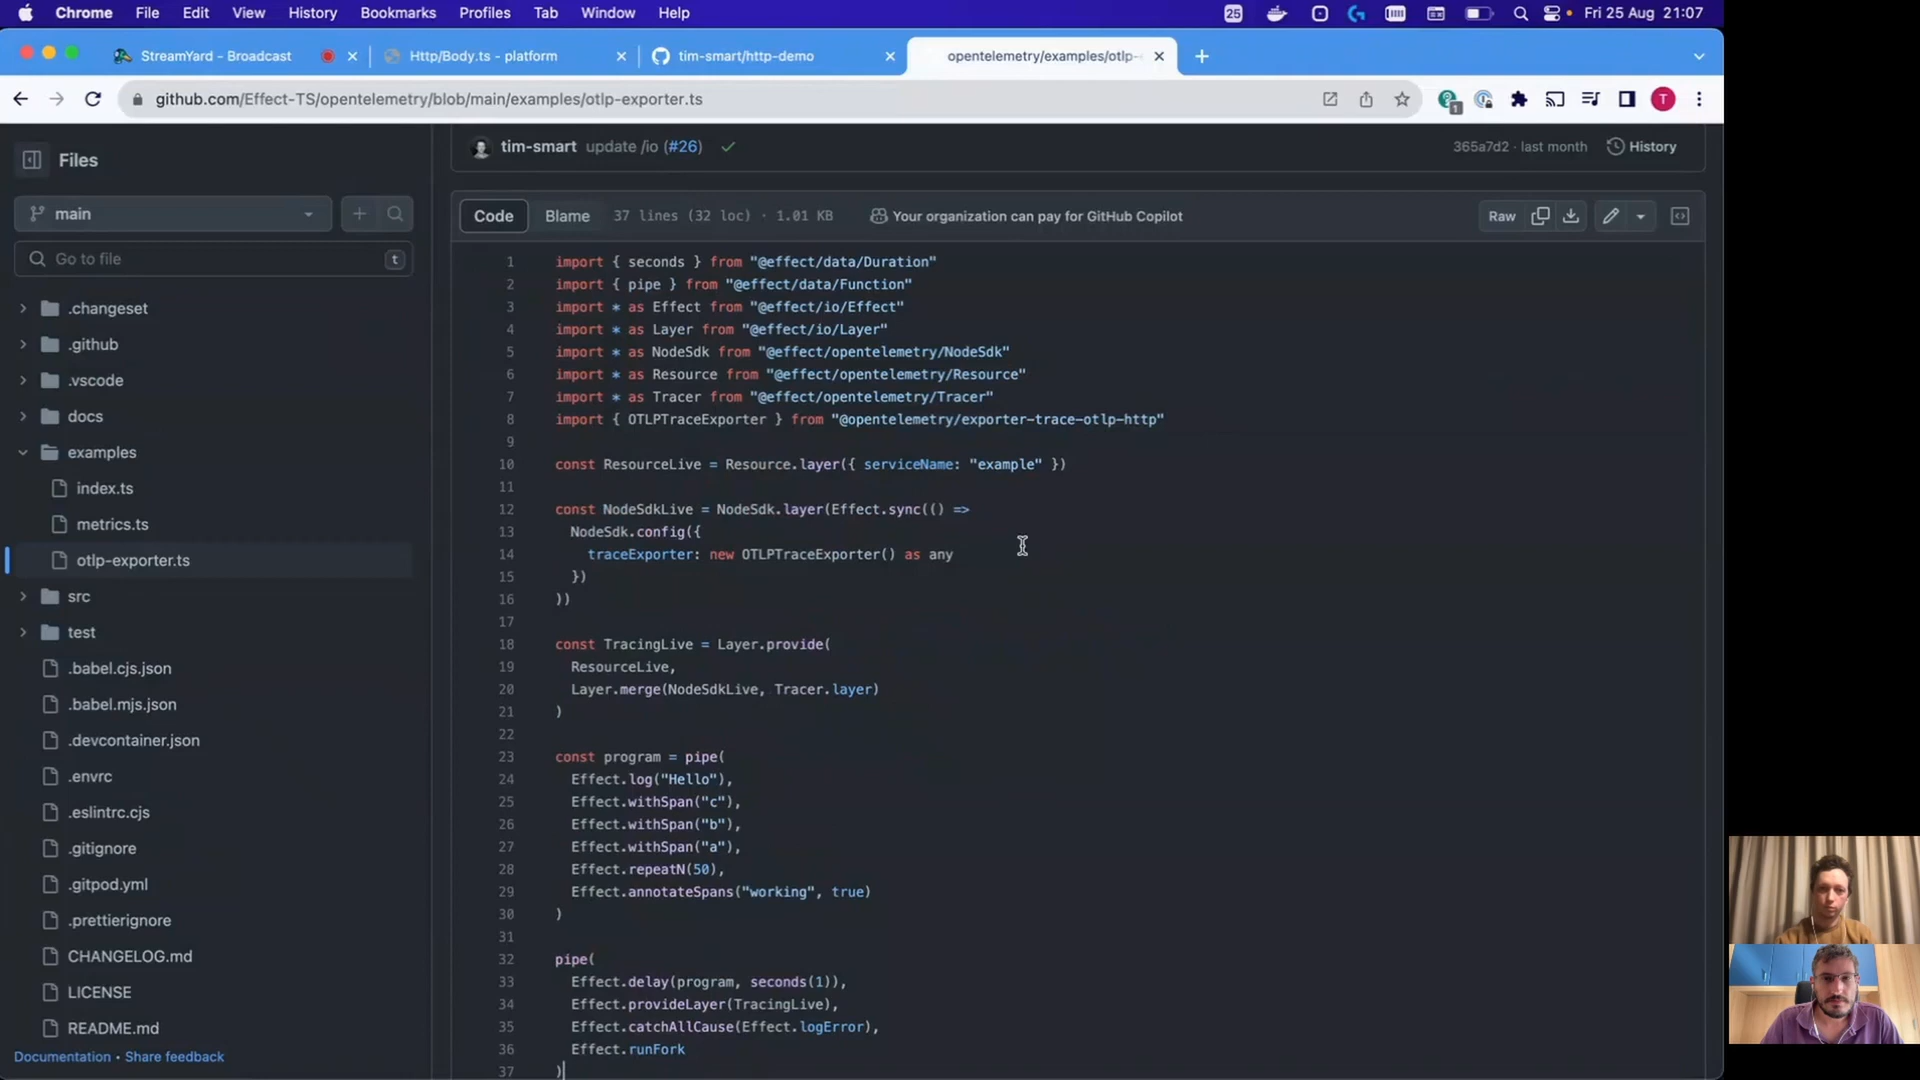 Chrome File Edit View History Bookmarks Profiles Tab Window Help 25 Fri 25 Aug 21:07
StreamYard - Broadcast Http/Body.ts - platform tim-smart/http-demo opentelemetry/examples/otlp-
github.com/Effect-TS/opentelemetry/blob/main/examples/otlp-exporter.ts 1 T
Files
main
Go to file t
.changeset
.github
.vscode
docs
examples
index.ts
metrics.ts
otlp-exporter.ts
src
test
.babel.cjs.json
.babel.mjs.json
.devcontainer.json
.envrc
.eslintrc.cjs
.gitignore
.gitpod.yml
.prettierignore
CHANGELOG.md
LICENSE
README.md
Documentation · Share feedback
tim-smart update /io (#26) 365a7d2 · last month History
Code Blame 37 lines (32 loc) · 1.01 KB Your organization can pay for GitHub Copilot Raw
1 import { seconds } from "@effect/data/Duration"
2 import { pipe } from "@effect/data/Function"
3 import * as Effect from "@effect/io/Effect"
4 import * as Layer from "@effect/io/Layer"
5 import * as NodeSdk from "@effect/opentelemetry/NodeSdk"
6 import * as Resource from "@effect/opentelemetry/Resource"
7 import * as Tracer from "@effect/opentelemetry/Tracer"
8 import { OTLPTraceExporter } from "@opentelemetry/exporter-trace-otlp-http"
9
10 const ResourceLive = Resource.layer({ serviceName: "example" })
11
12 const NodeSdkLive = NodeSdk.layer(Effect.sync(() =>
13 NodeSdk.config({
14 traceExporter: new OTLPTraceExporter() as any
15 })
16 ))
17
18 const TracingLive = Layer.provide(
19 ResourceLive,
20 Layer.merge(NodeSdkLive, Tracer.layer)
21 )
22
23 const program = pipe(
24 Effect.log("Hello"),
25 Effect.withSpan("c"),
26 Effect.withSpan("b"),
27 Effect.withSpan("a"),
28 Effect.repeatN(50),
29 Effect.annotateSpans("working", true)
30 )
31
32 pipe(
33 Effect.delay(program, seconds(1)),
34 Effect.provideLayer(TracingLive),
35 Effect.catchAllCause(Effect.logError),
36 Effect.runFork
37 )